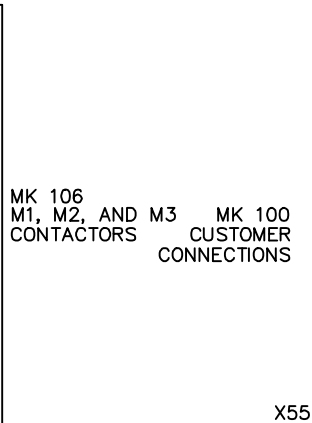 MK 106
M1, M2, AND M3 MK 100
CONTACTORS CUSTOMER
CONNECTIONS
X55